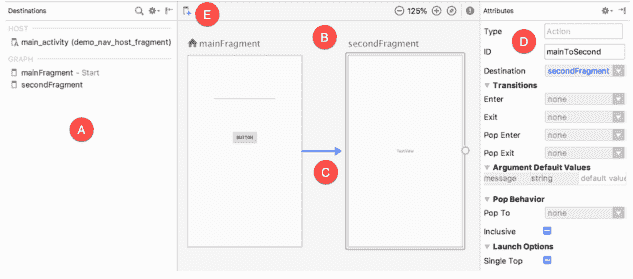 Destinations
HOST
main_activity (demo_nav_host_fragment)
GRAPH
mainFragment - Start
secondFragment
A
E
125%
B
mainFragment
secondFragment
BUTTON
C
Attributes
D
Type Action
ID mainToSecond
Destination secondFragment
Transitions
Enter none
Exit none
Pop Enter none
Pop Exit none
Argument Default Values
message string default value
Pop Behavior
Pop To none
Inclusive
Launch Options
Single Top